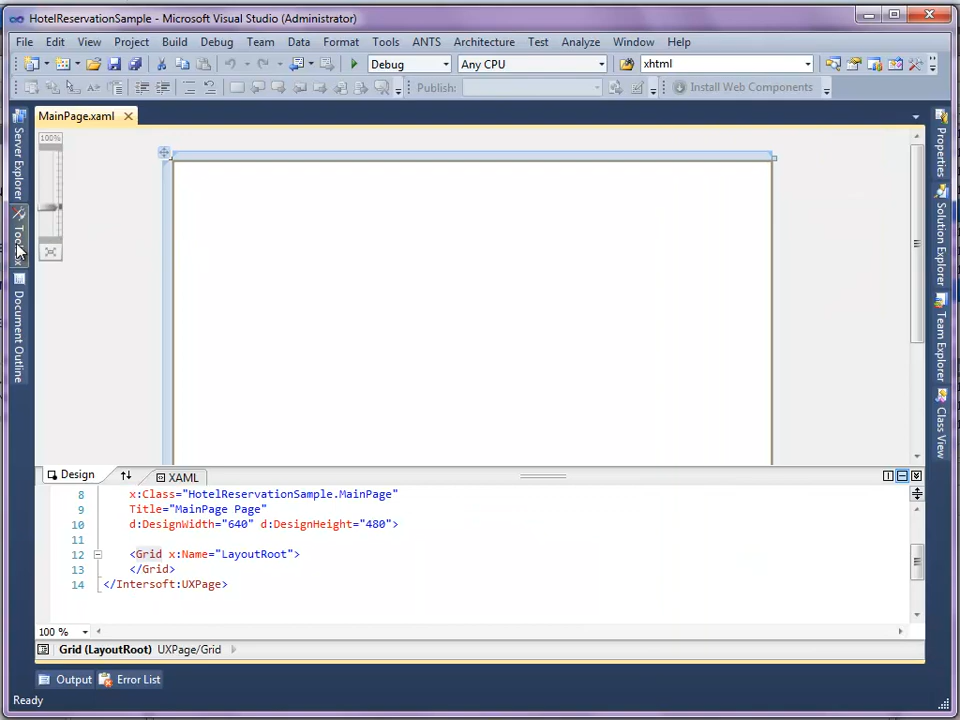 HotelReservationSample - Microsoft Visual Studio (Administrator)
File Edit View Project Build Debug Team Data Format Tools ANTS Architecture Test Analyze Window Help
Debug Any CPU xhtml
Publish: Install Web Components
MainPage.xaml
100%
Server Explorer
Document Outline
Properties
Solution Explorer
Team Explorer
Class View
Design XAML
8 x:Class="HotelReservationSample.MainPage"
9 Title="MainPage Page"
10 d:DesignWidth="640" d:DesignHeight="480">
11
12 <Grid x:Name="LayoutRoot">
13 </Grid>
14 </Intersoft:UXPage>
100 %
Grid (LayoutRoot) UXPage/Grid
Output Error List
Ready